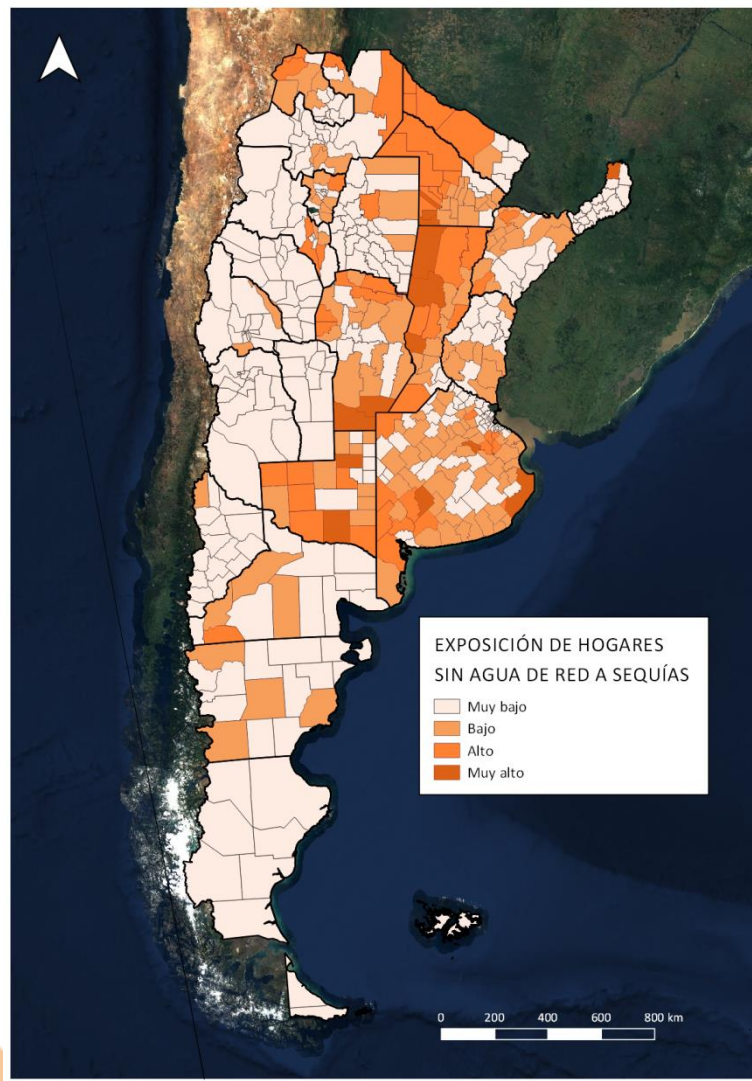 EXPOSICIÓN DE HOGARES
SIN AGUA DE RED A SEQUÍAS
Muy bajo
Bajo
Alto
Muy alto
0 200 400 600 800 km